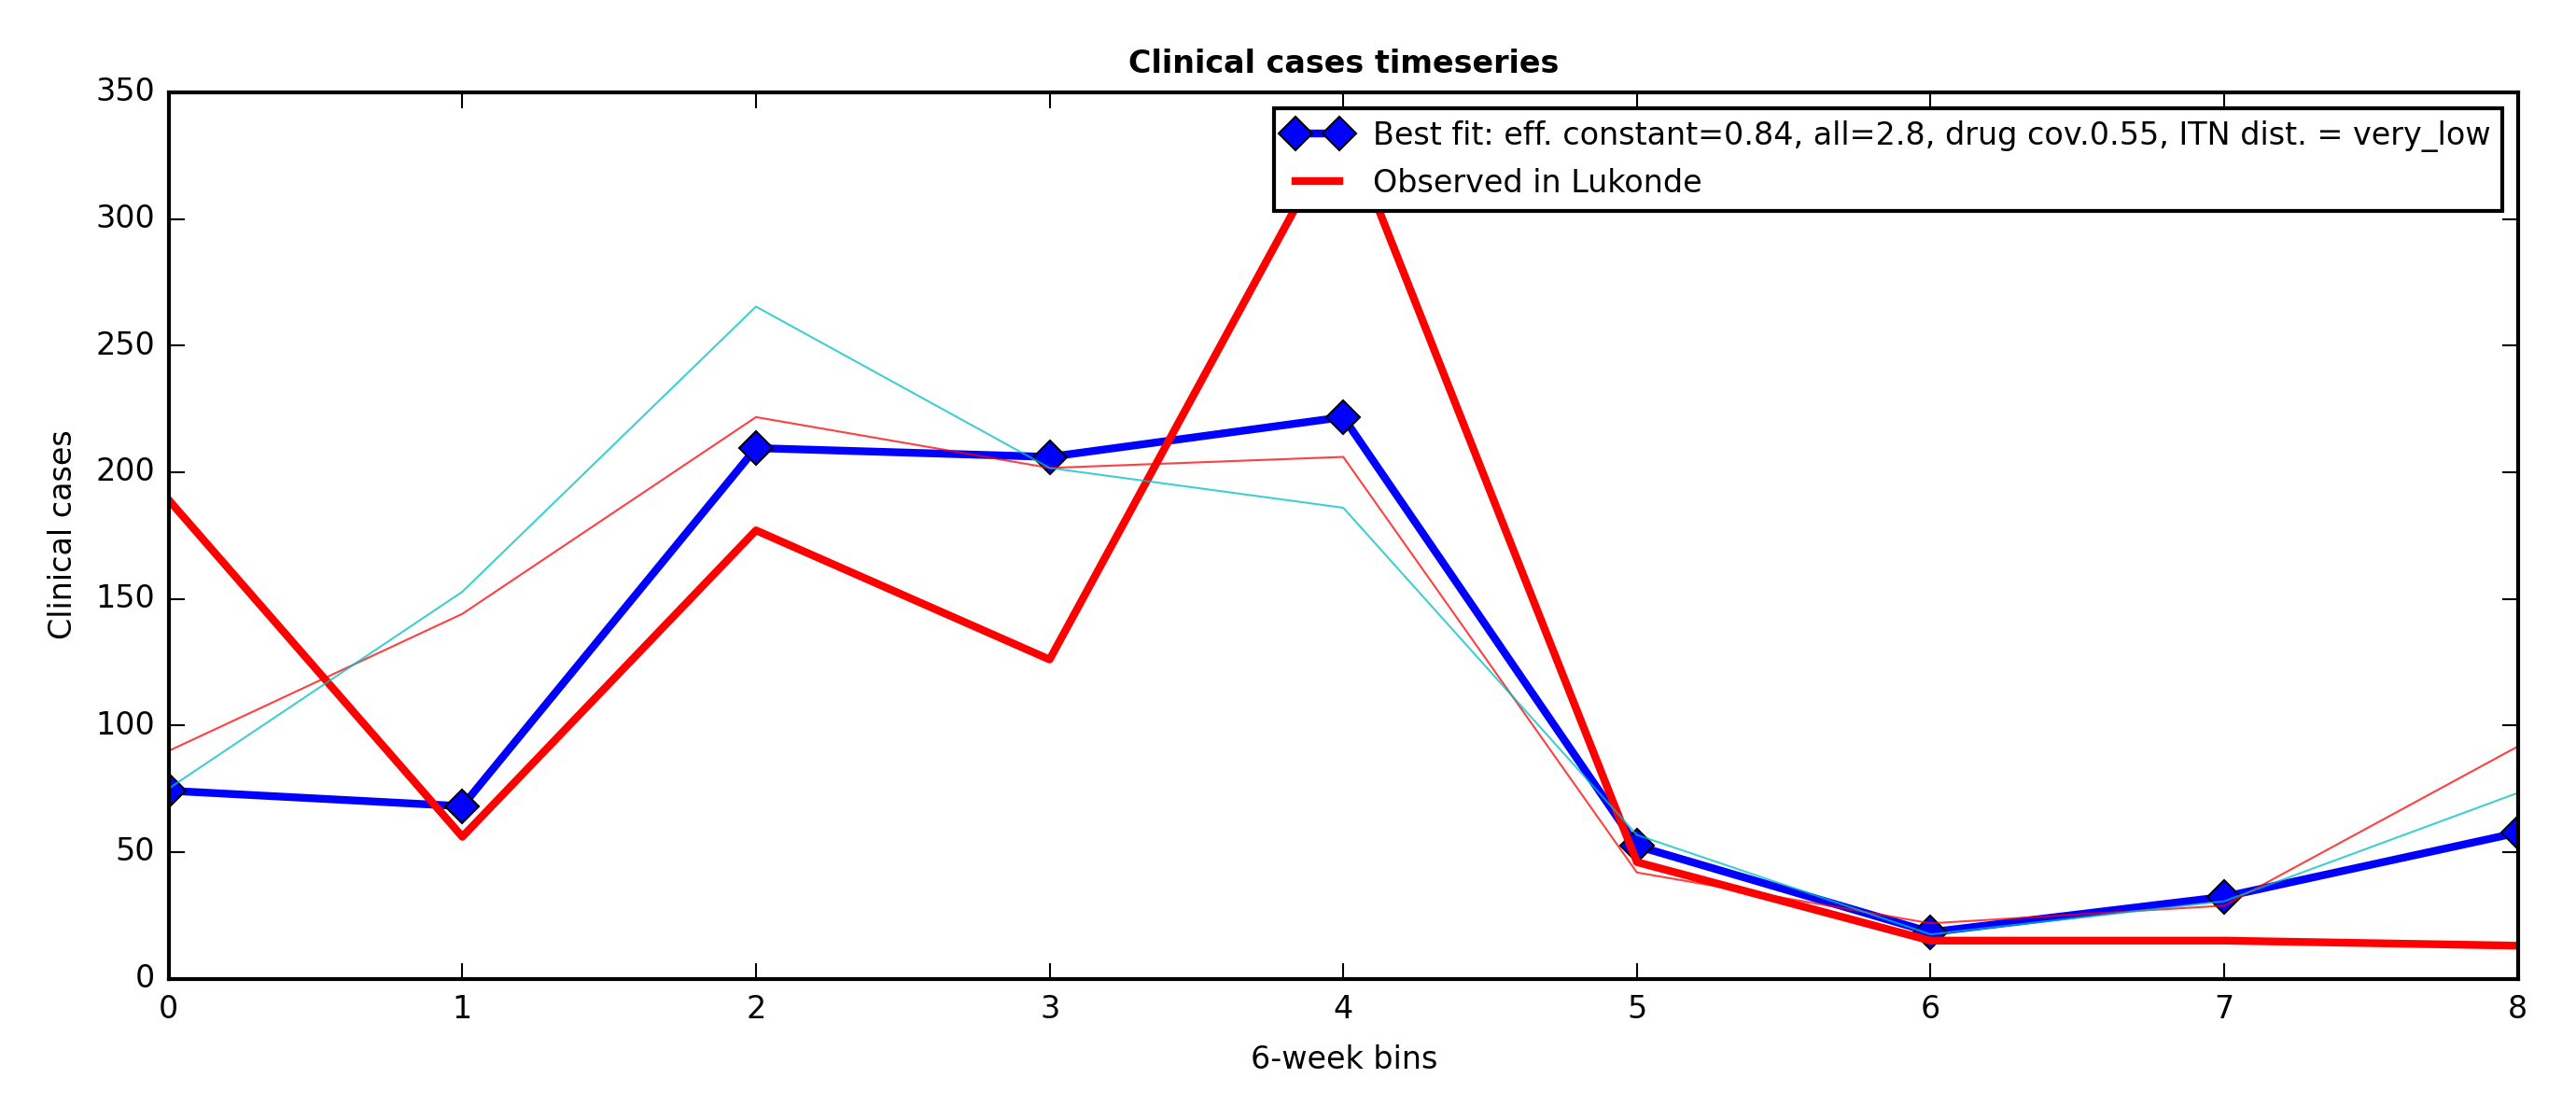 Clinical cases timeseries
350
300
250
200
150
100
50
0
Clinical cases
Best fit: eff. constant=0.84, all=2.8, drug cov.0.55, ITN dist. = very_low
Observed in Lukonde
0 1 2 3 4 5 6 7 8
6-week bins